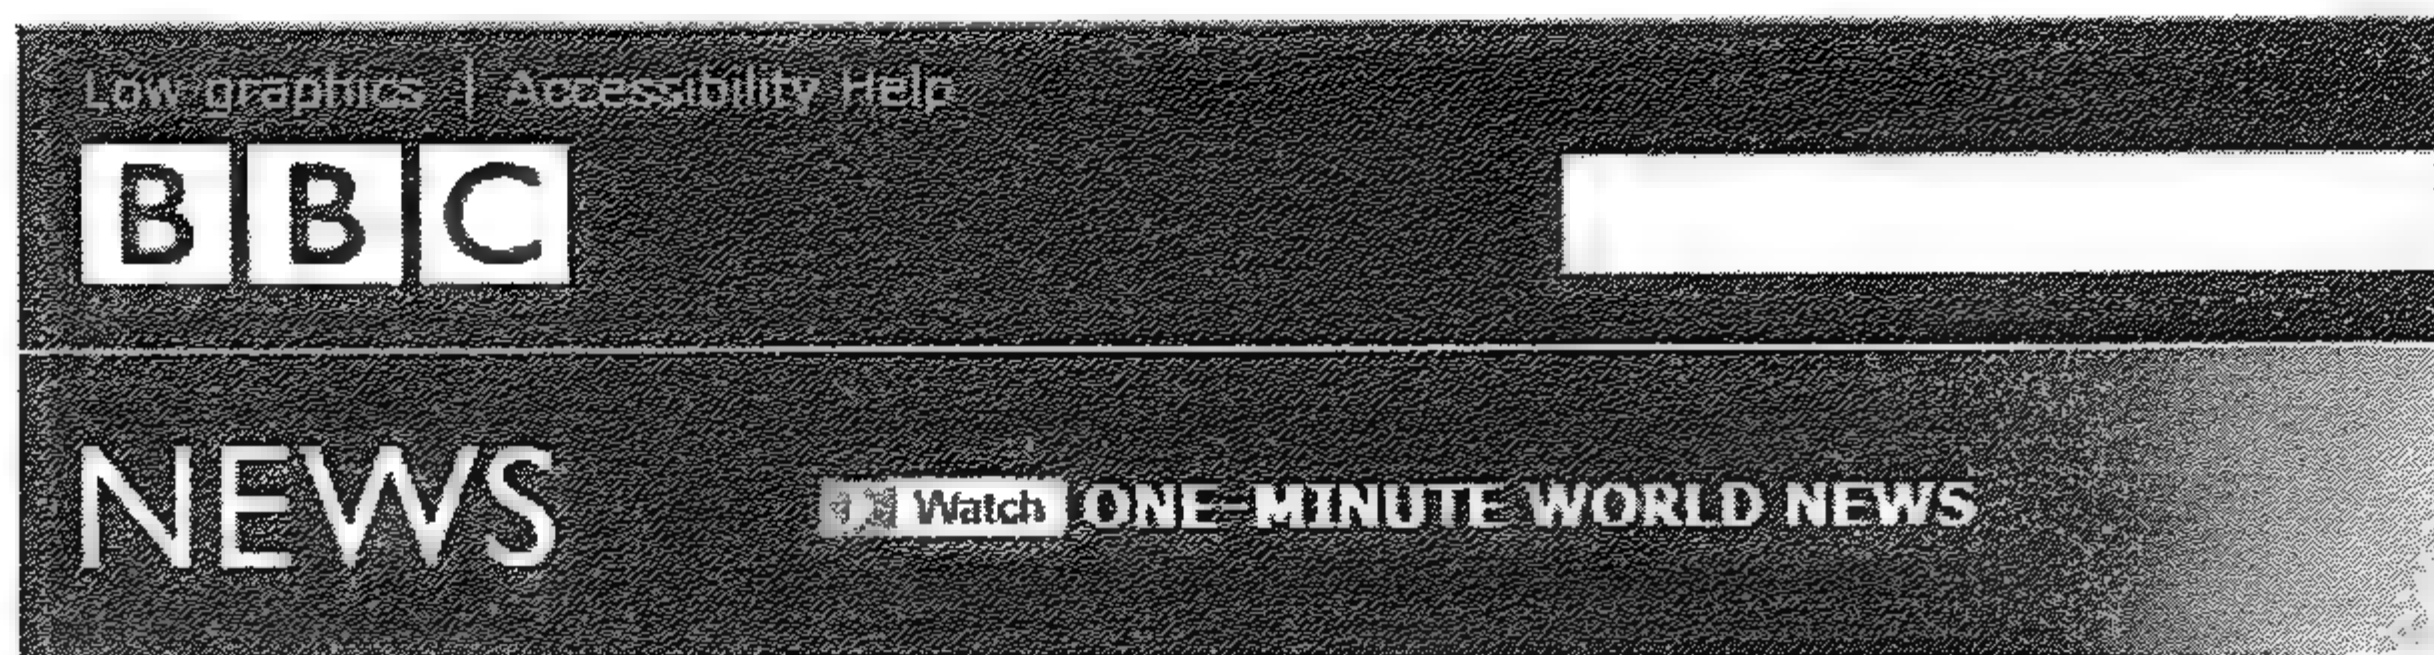 Low graphics | Accessibility Help
BBC
NEWS
Watch ONE-MINUTE WORLD NEWS